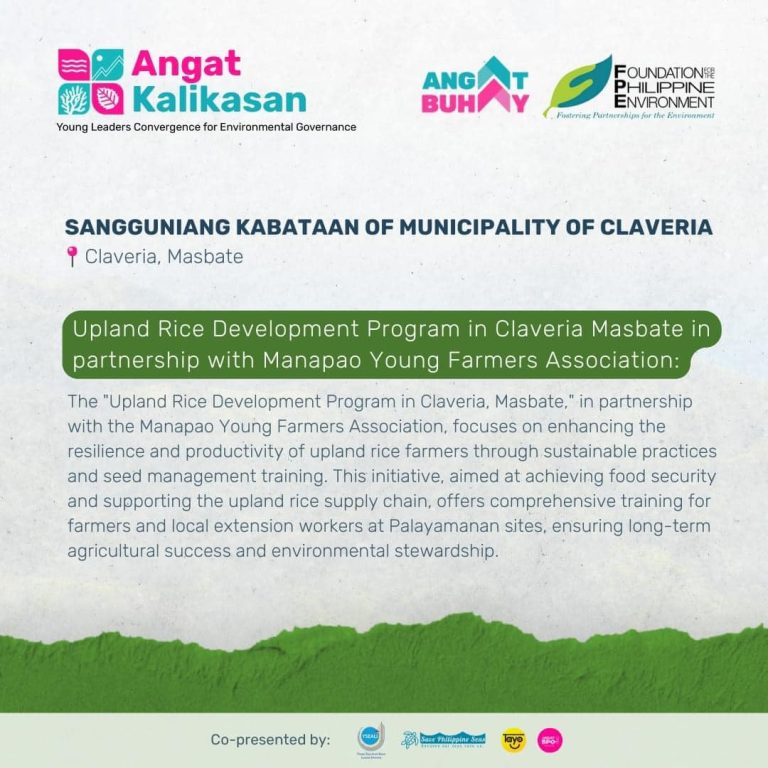 Angat
Kalikasan
Young Leaders Convergence for Environmental Governance
ANGAT
BUHAY
FOUNDATION FOR THE
PHILIPPINE
ENVIRONMENT
Fostering Partnerships for the Environment
SANGGUNIANG KABATAAN OF MUNICIPALITY OF CLAVERIA
Claveria, Masbate
Upland Rice Development Program in Claveria Masbate in
partnership with Manapao Young Farmers Association:
The "Upland Rice Development Program in Claveria, Masbate," in partnership
with the Manapao Young Farmers Association, focuses on enhancing the
resilience and productivity of upland rice farmers through sustainable practices
and seed management training. This initiative, aimed at achieving food security
and supporting the upland rice supply chain, offers comprehensive training for
farmers and local extension workers at Palayamanan sites, ensuring long-term
agricultural success and environmental stewardship.
Co-presented by:
YSEALI
Save Philippine Seas
Tayo